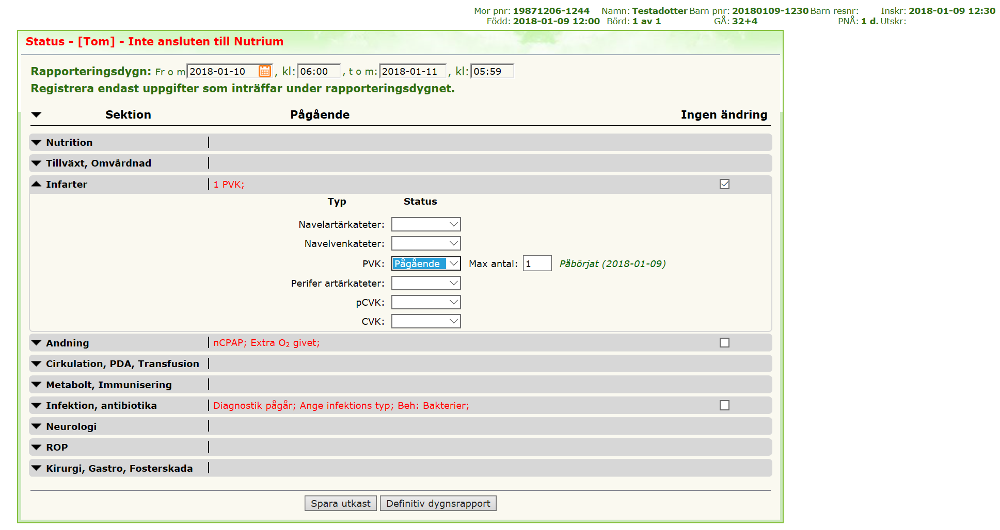 Mor pnr: 19871206-1244 Namn: Testadotter Barn pnr: 20180109-1230 Barn resnr: Inskr: 2018-01-09 12:30
Född: 2018-01-09 12:00 Börd: 1 av 1 GÅ: 32+4 PNÅ: 1 d. Utskr:
Status - [Tom] - Inte ansluten till Nutrium
Rapporteringsdygn: Fr o m 2018-01-10 , kl: 06:00 , t o m: 2018-01-11 , kl: 05:59
Registrera endast uppgifter som inträffar under rapporteringsdygnet.
Sektion Pågående Ingen ändring
Nutrition
Tillväxt, Omvårdnad
Infarter 1 PVK;
Typ Status
Navelartärkateter:
Navelvenkateter:
PVK: Pågående Max antal: 1 Påbörjat (2018-01-09)
Perifer artärkateter:
pCVK:
CVK:
Andning nCPAP; Extra O₂ givet;
Cirkulation, PDA, Transfusion
Metabolt, Immunisering
Infektion, antibiotika Diagnostik pågår; Ange infektions typ; Beh: Bakterier;
Neurologi
ROP
Kirurgi, Gastro, Fosterskada
Spara utkast Definitiv dygnsrapport